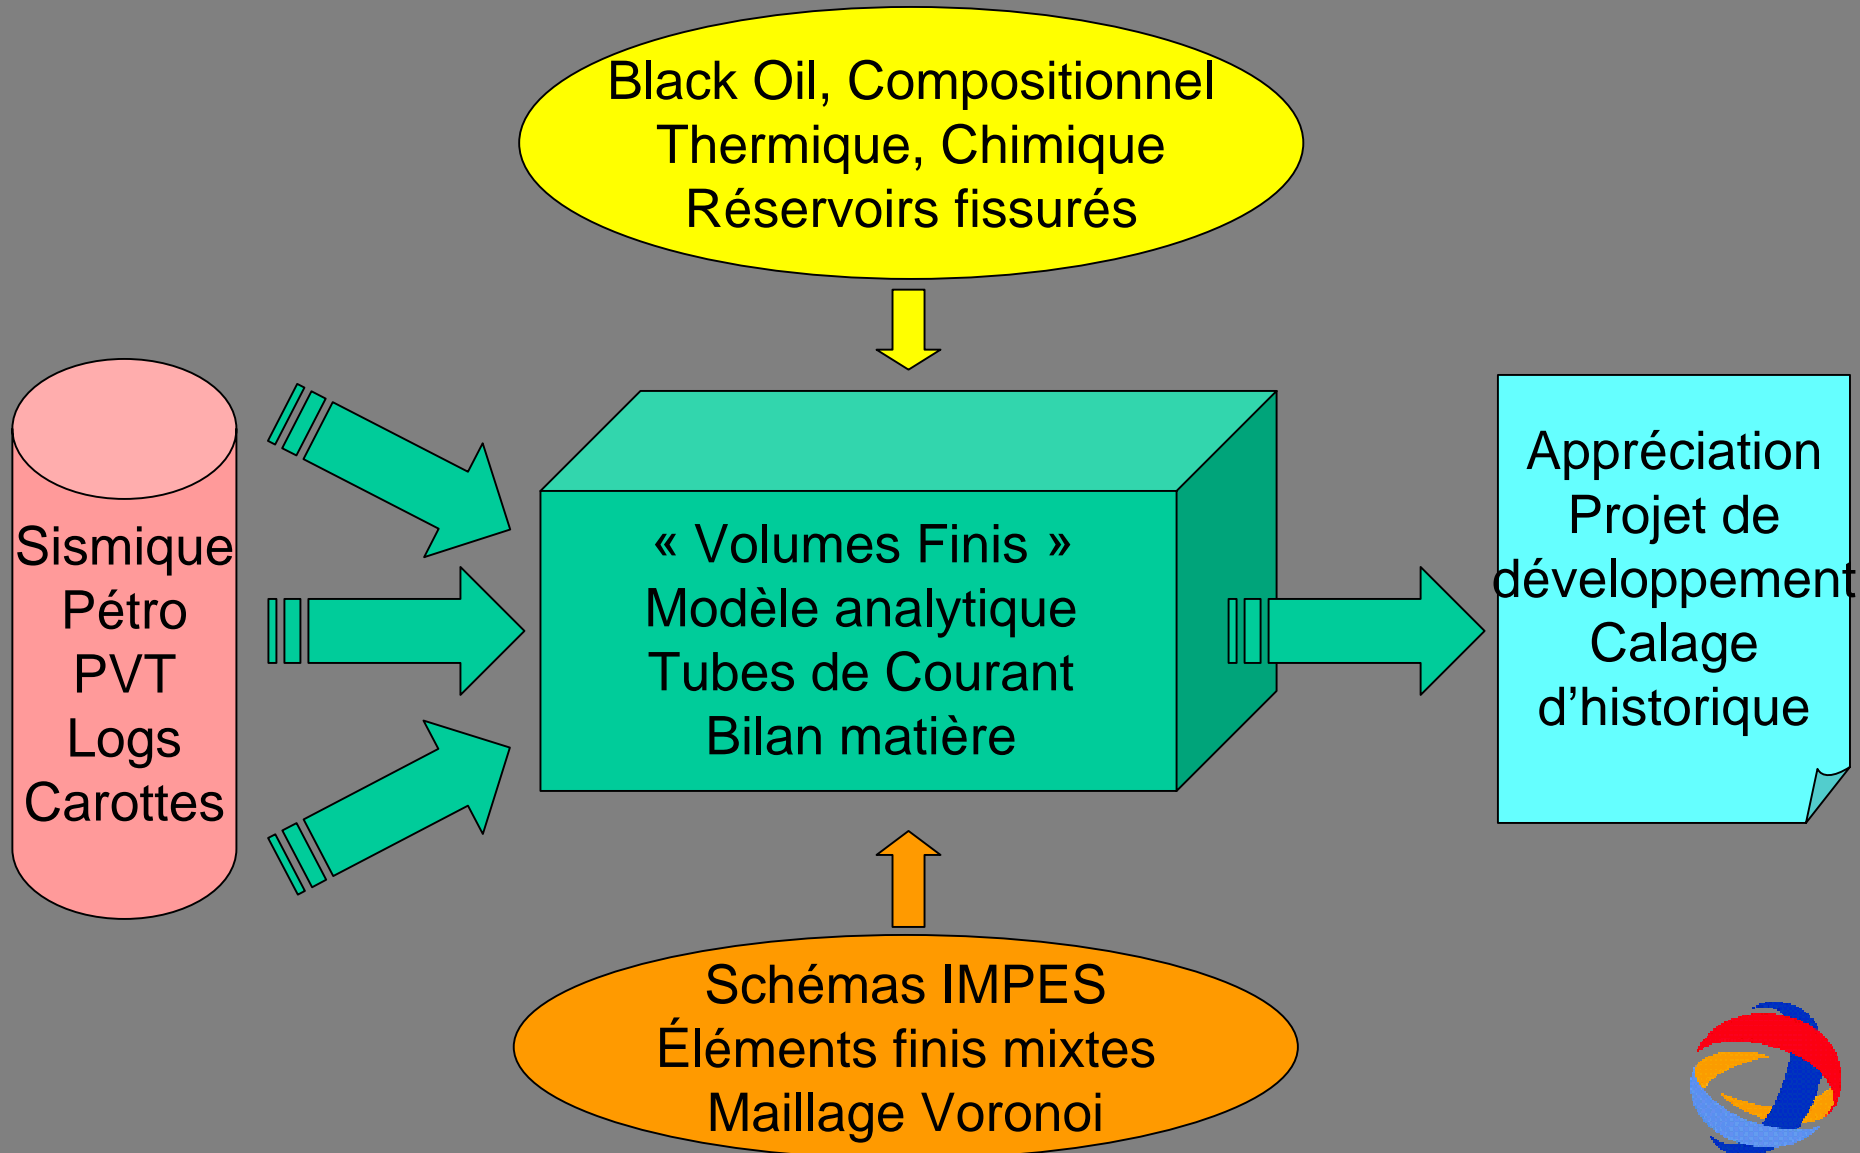 Black Oil, Compositionnel
Thermique, Chimique
Réservoirs fissurés
Sismique
Pétro
PVT
Logs
Carottes
« Volumes Finis »
Modèle analytique
Tubes de Courant
Bilan matière
Appréciation
Projet de
développement
Calage
d’historique
Schémas IMPES
Éléments finis mixtes
Maillage Voronoi